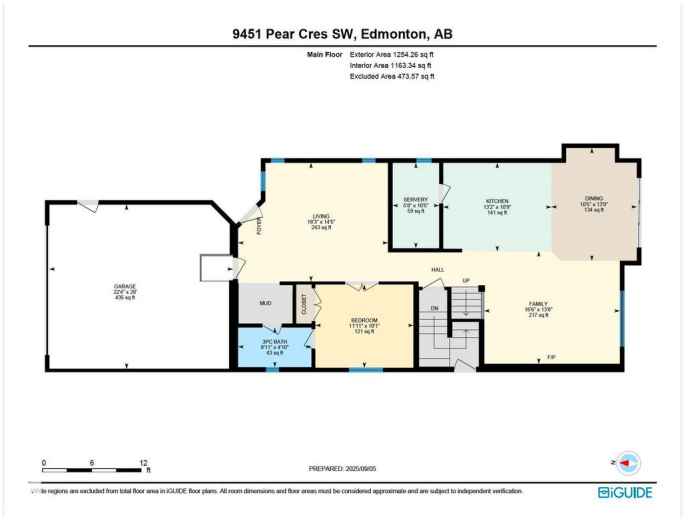 9451 Pear Cres SW, Edmonton, AB
Main Floor Exterior Area 1254.26 sq ft
Interior Area 1163.34 sq ft
Excluded Area 473.57 sq ft
SERVERY
5'8" x 10'5"
59 sq ft
KITCHEN
13'2" x 10'9"
141 sq ft
DINING
10'5" x 13'9"
134 sq ft
LIVING
18'3" x 14'5"
243 sq ft
FOYER
GARAGE
22'4" x 20'
436 sq ft
HALL
UP
FAMILY
16'6" x 13'8"
217 sq ft
MUD
CLOSET
DN
BEDROOM
11'11" x 10'1"
121 sq ft
3PC BATH
8'11" x 4'10"
43 sq ft
F/P
0 6 12
ft
PREPARED: 2025/09/05
N
White regions are excluded from total floor area in iGUIDE floor plans. All room dimensions and floor areas must be considered approximate and are subject to independent verification.
iGUIDE